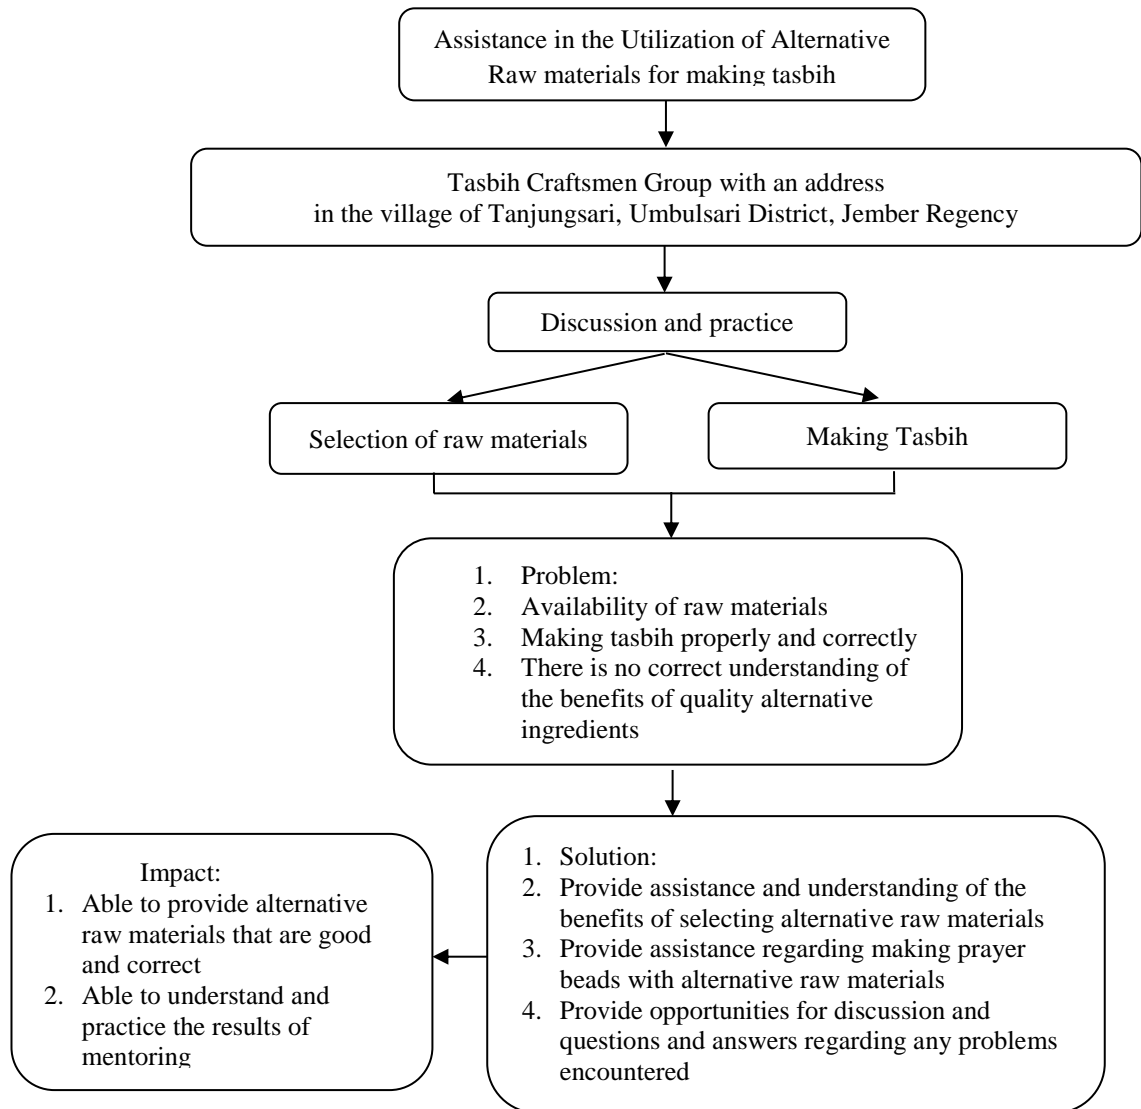 Assistance in the Utilization of Alternative
Raw materials for making tasbih
Tasbih Craftsmen Group with an address
in the village of Tanjungsari, Umbulsari District, Jember Regency
Discussion and practice
Selection of raw materials
Making Tasbih
1. Problem:
2. Availability of raw materials
3. Making tasbih properly and correctly
4. There is no correct understanding of
the benefits of quality alternative
ingredients
1. Solution:
2. Provide assistance and understanding of the
benefits of selecting alternative raw materials
3. Provide assistance regarding making prayer
beads with alternative raw materials
4. Provide opportunities for discussion and
questions and answers regarding any problems
encountered
Impact:
1. Able to provide alternative
raw materials that are good
and correct
2. Able to understand and
practice the results of
mentoring